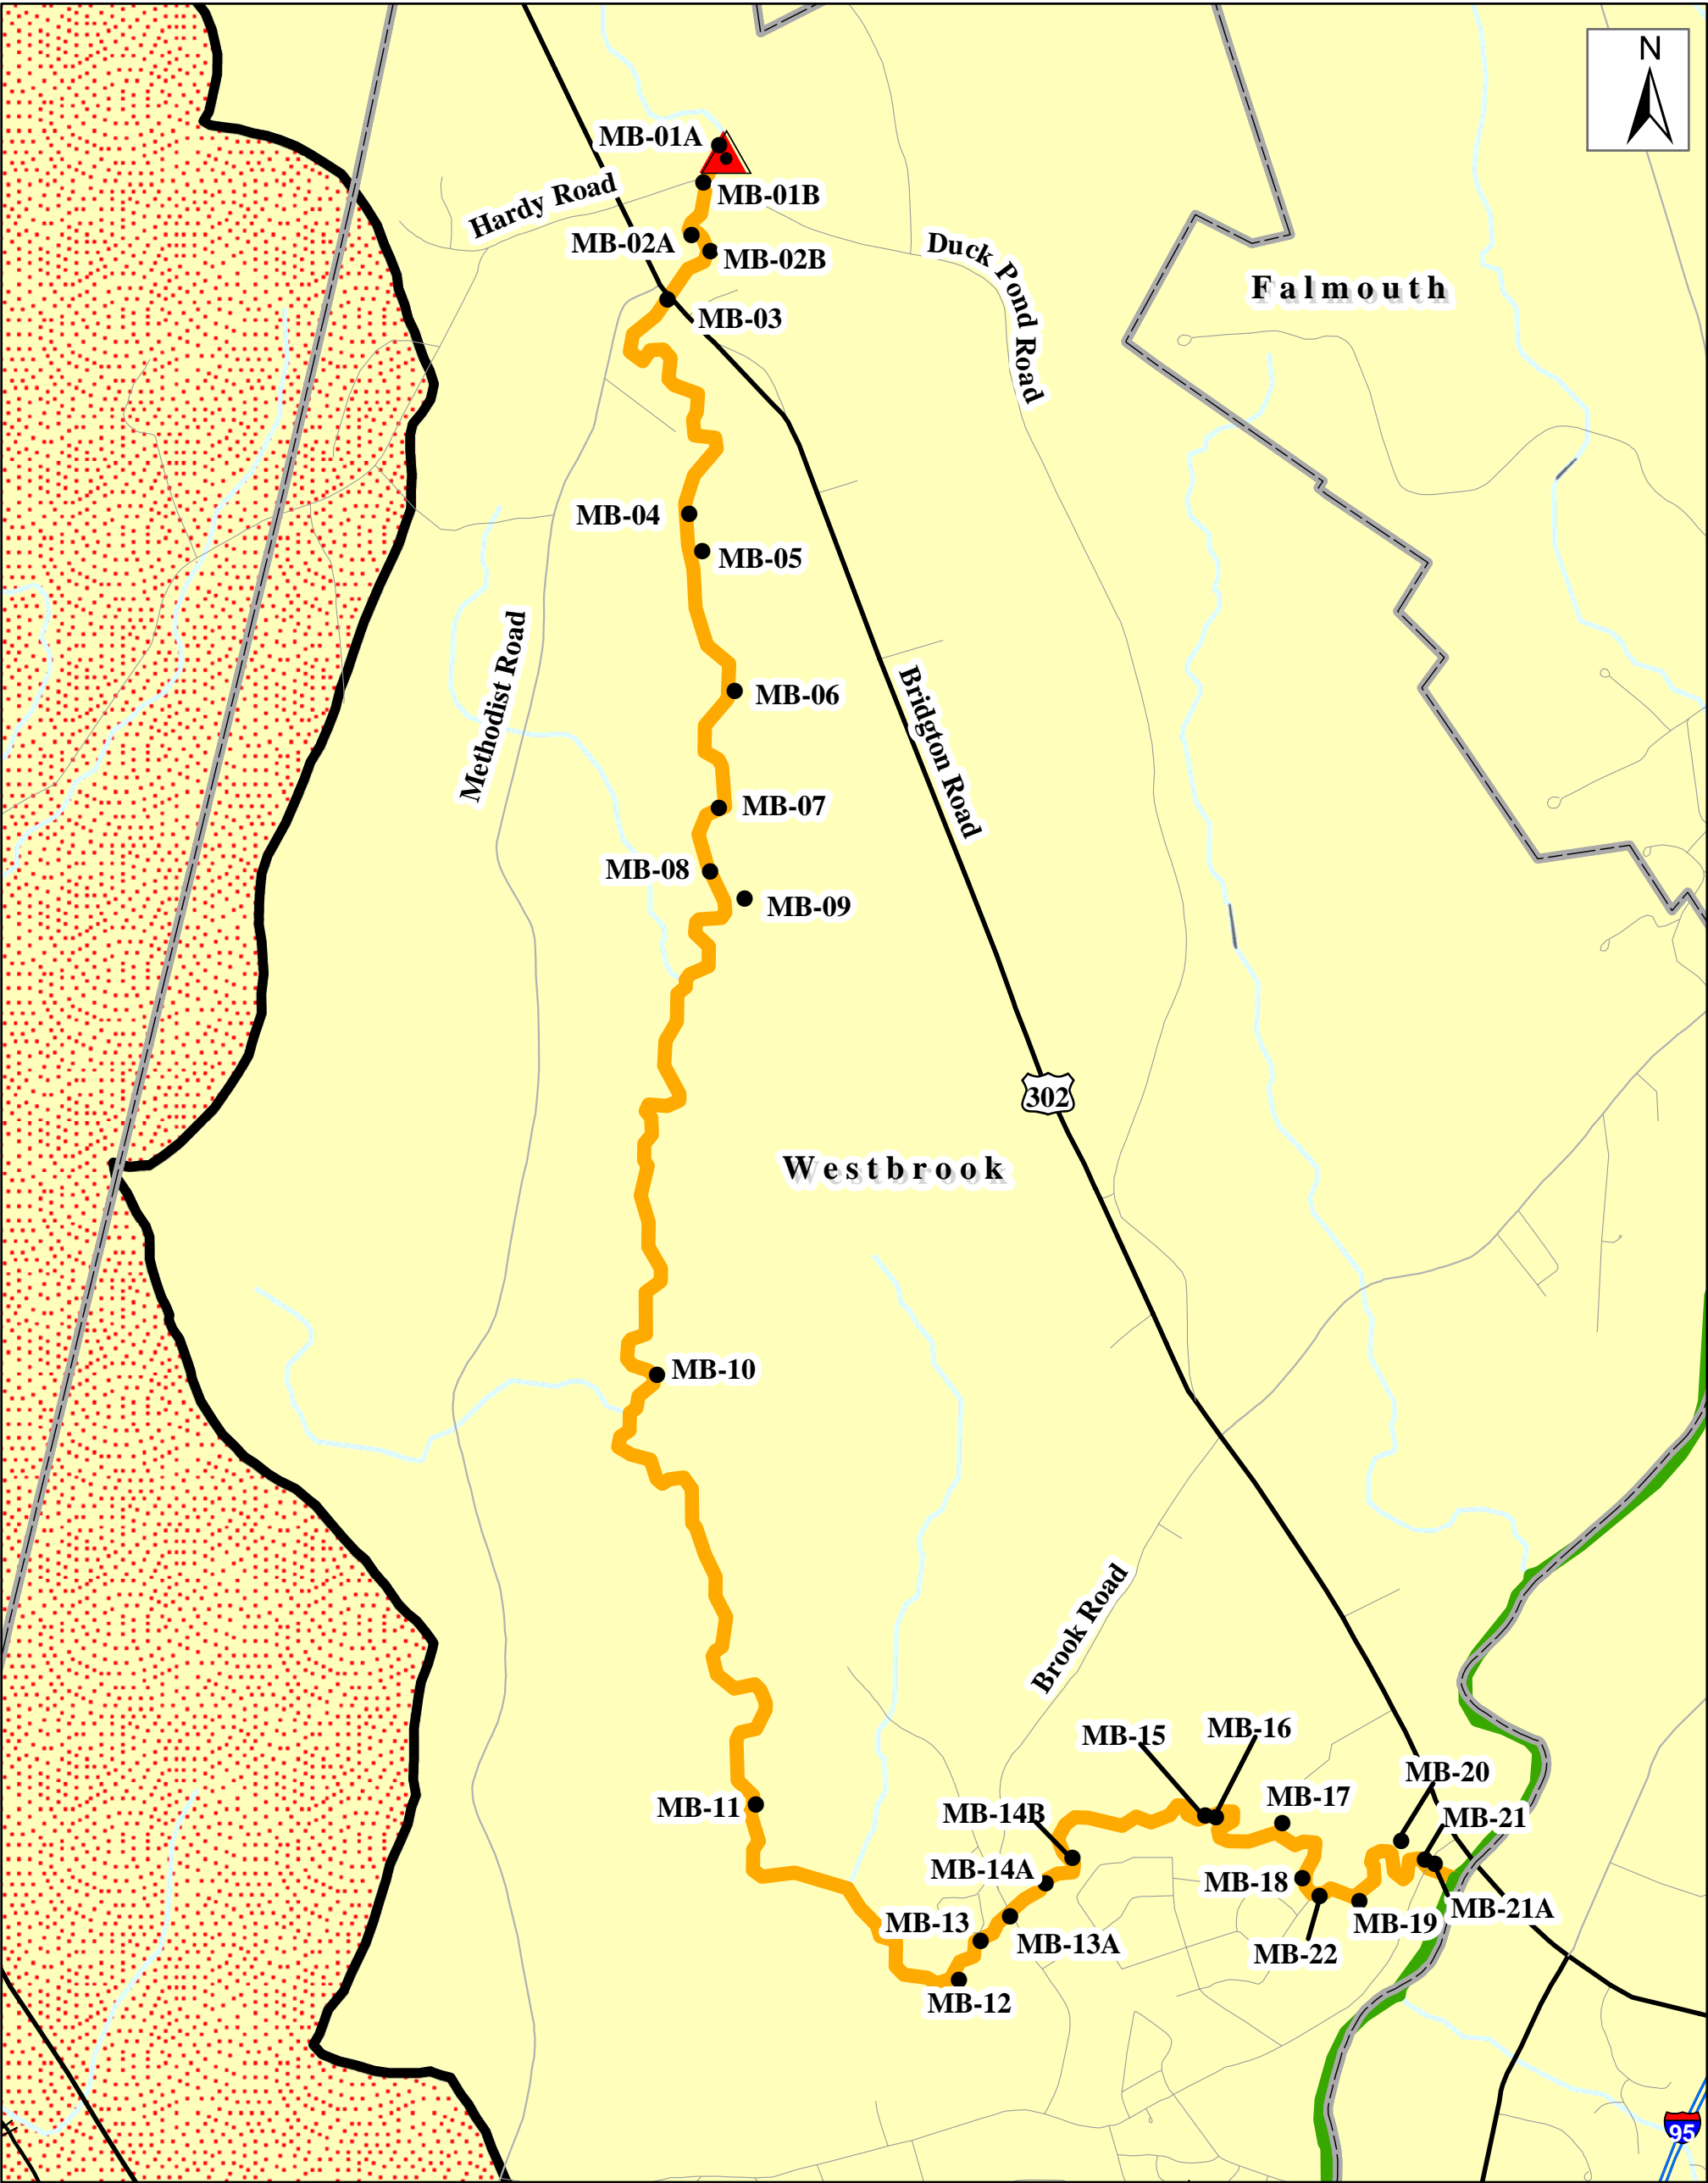 N
MB-01A
Hardy Road
MB-01B
MB-02A
MB-02B
Duck Pond Road
Falmouth
MB-03
MB-04
MB-05
Methodist Road
MB-06
Bridgton Road
MB-07
MB-08
MB-09
302
Westbrook
MB-10
Brook Road
MB-15
MB-16
MB-20
MB-17
MB-11
MB-14B
MB-21
MB-14A
MB-18
MB-21A
MB-13
MB-19
MB-13A
MB-22
MB-12
95